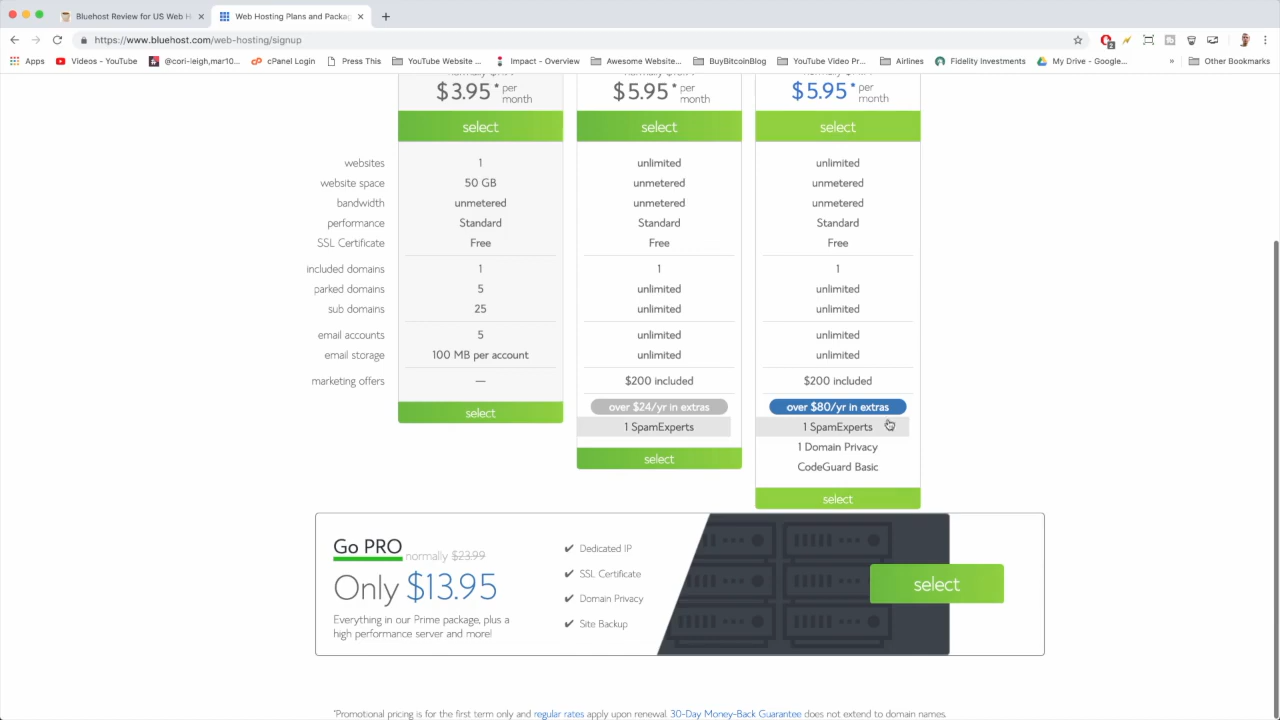 Bluehost Review for US Web H
Web Hosting Plans and Packag
https://www.bluehost.com/web-hosting/signup
2
Apps
Videos - YouTube
@cori-leigh,mar10...
cPanel Login
Press This
YouTube Website ...
Impact - Overview
Awesome Website...
BuyBitcoinBlog
YouTube Video Pr...
Airlines
Fidelity Investments
My Drive - Google...
»
Other Bookmarks
$3.95* per month
$5.95* per month
$5.95* per month
select select select
websites 1 unlimited unlimited
website space 50 GB unmetered unmetered
bandwidth unmetered unmetered unmetered
performance Standard Standard Standard
SSL Certificate Free Free Free
included domains 1 1 1
parked domains 5 unlimited unlimited
sub domains 25 unlimited unlimited
email accounts 5 unlimited unlimited
email storage 100 MB per account unlimited unlimited
marketing offers — $200 included $200 included
select over $24/yr in extras over $80/yr in extras
1 SpamExperts 1 SpamExperts
1 Domain Privacy
select CodeGuard Basic
select
Go PRO normally $23.99
Only $13.95
Everything in our Prime package, plus a
high performance server and more!
✔ Dedicated IP
✔ SSL Certificate
✔ Domain Privacy
✔ Site Backup
select
*Promotional pricing is for the first term only and regular rates apply upon renewal. 30-Day Money-Back Guarantee does not extend to domain names.